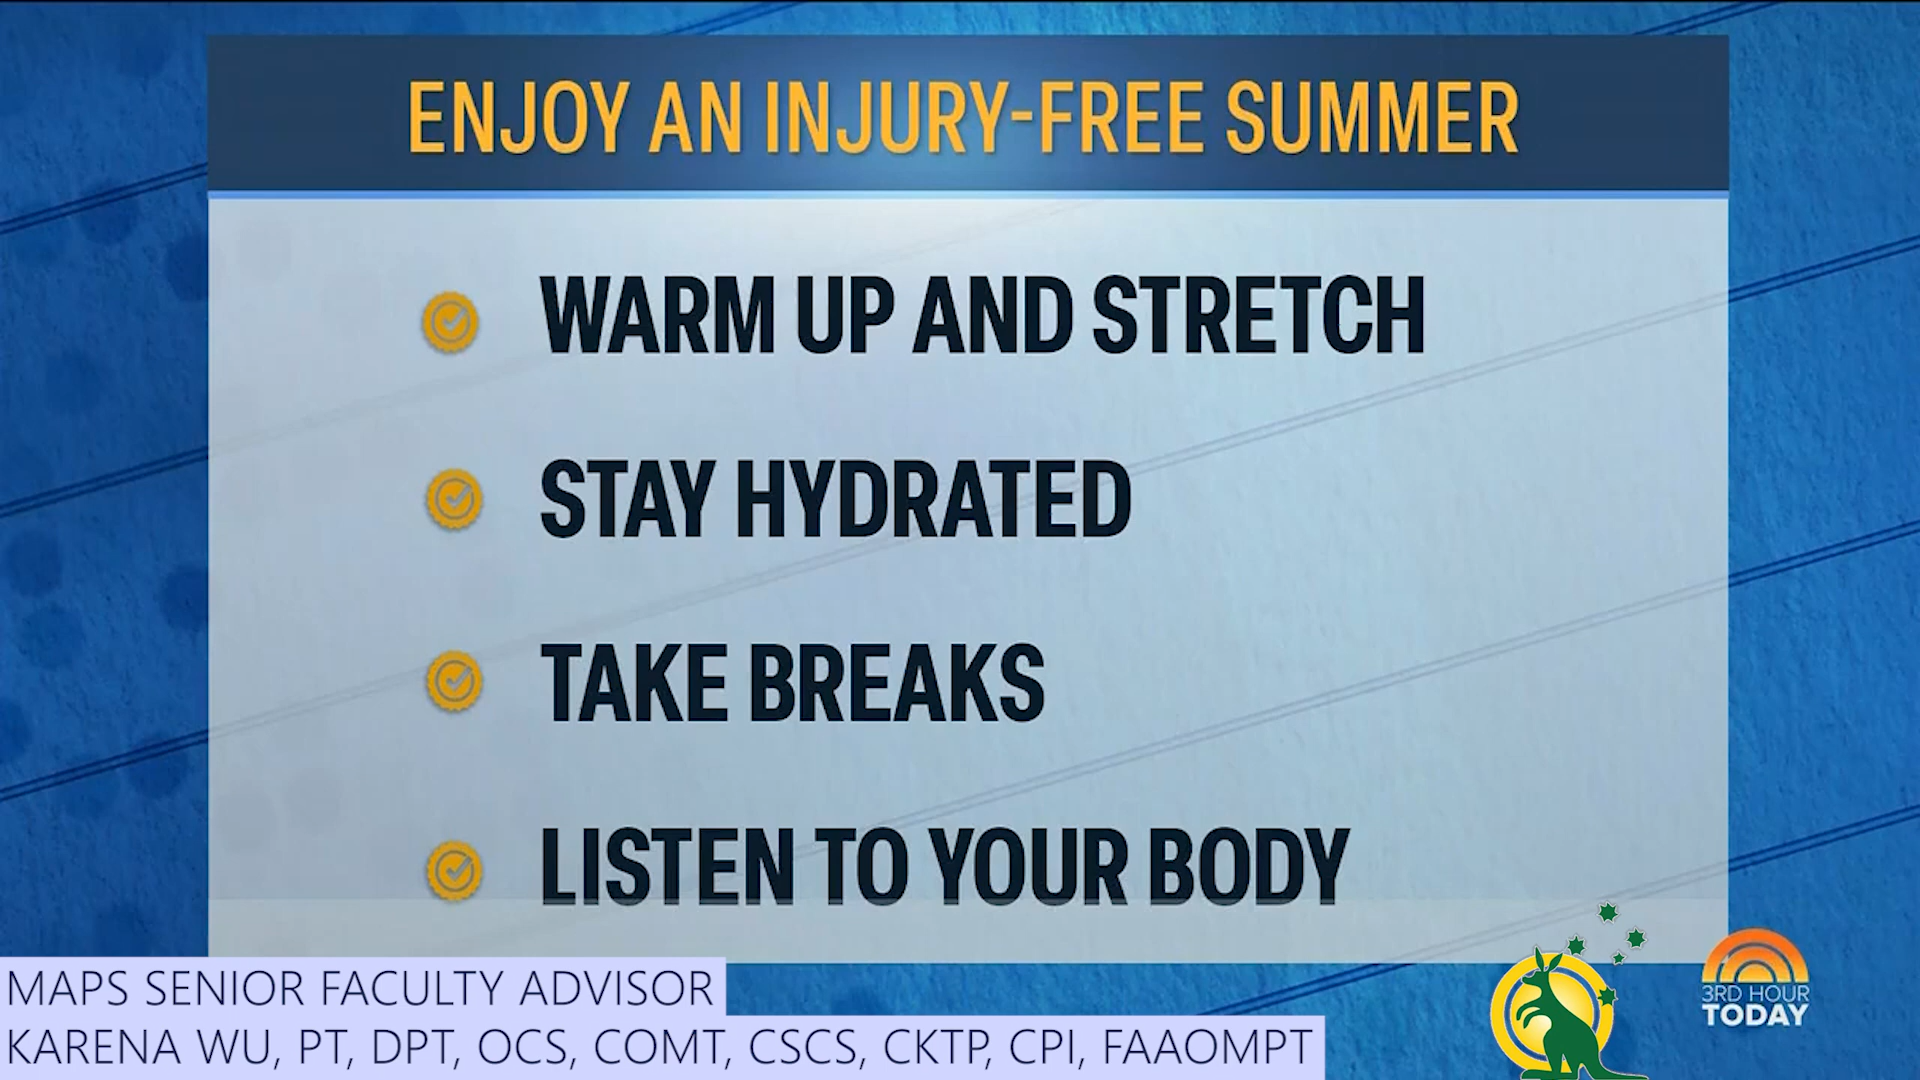 ENJOY AN INJURY-FREE SUMMER
WARM UP AND STRETCH
STAY HYDRATED
TAKE BREAKS
LISTEN TO YOUR BODY
MAPS SENIOR FACULTY ADVISOR
KARENA WU, PT, DPT, OCS, COMT, CSCS, CKTP, CPI, FAAOMPT
3RD HOUR
TODAY